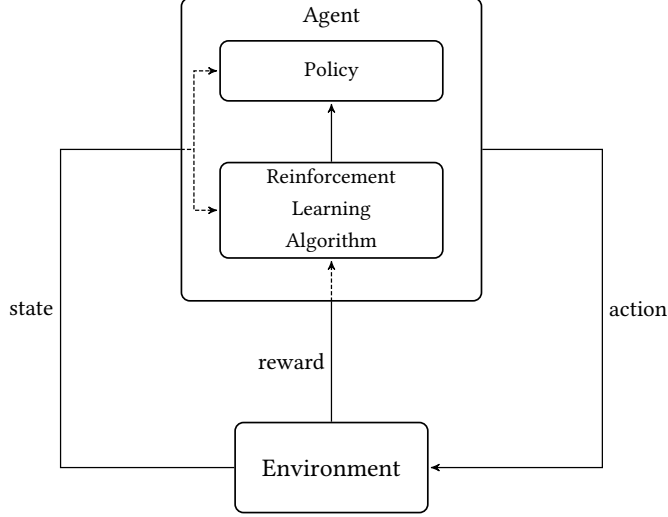 Agent
Policy
Reinforcement
Learning
Algorithm
state
action
reward
Environment